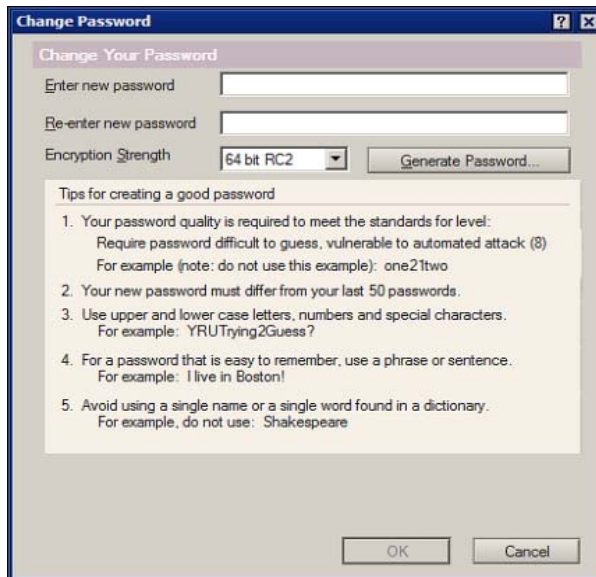 Change Password
Change Your Password
Enter new password
Re-enter new password
Encryption Strength 64 bit RC2 Generate Password...
Tips for creating a good password
1. Your password quality is required to meet the standards for level:
Require password difficult to guess, vulnerable to automated attack (8)
For example (note: do not use this example): one21two
2. Your new password must differ from your last 50 passwords.
3. Use upper and lower case letters, numbers and special characters.
For example: YRUTrying2Guess?
4. For a password that is easy to remember, use a phrase or sentence.
For example: I live in Boston!
5. Avoid using a single name or a single word found in a dictionary.
For example, do not use: Shakespeare
OK Cancel